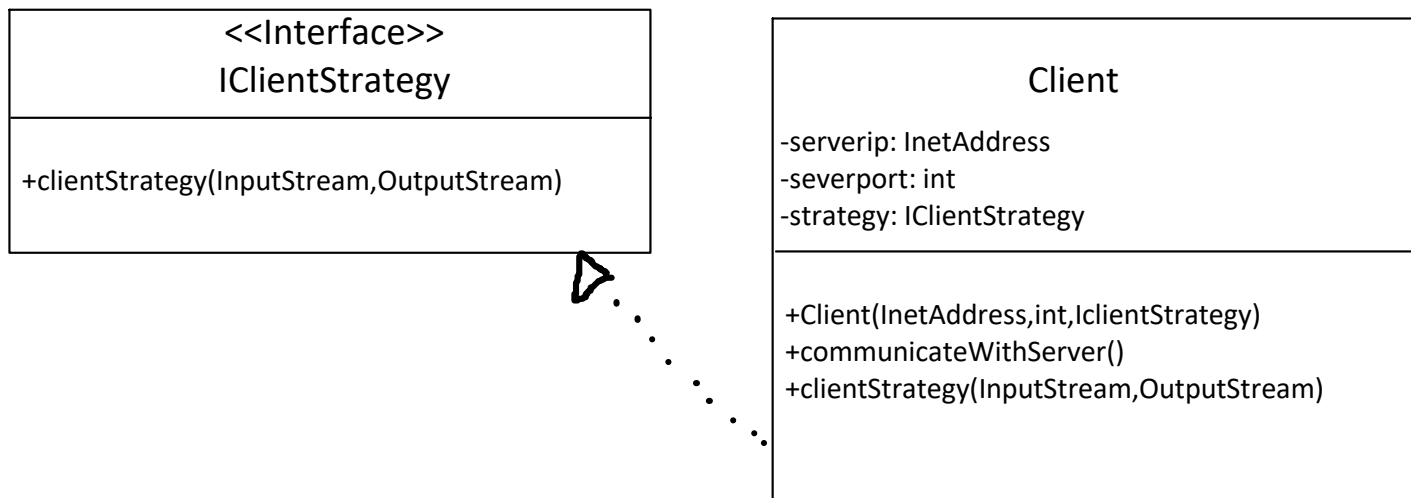 <<Interface>>
IClientStrategy
+clientStrategy(InputStream,OutputStream)
Client
-serverip: InetAddress
-severport: int
-strategy: IClientStrategy
+Client(InetAddress,int,IclientStrategy)
+communicateWithServer()
+clientStrategy(InputStream,OutputStream)